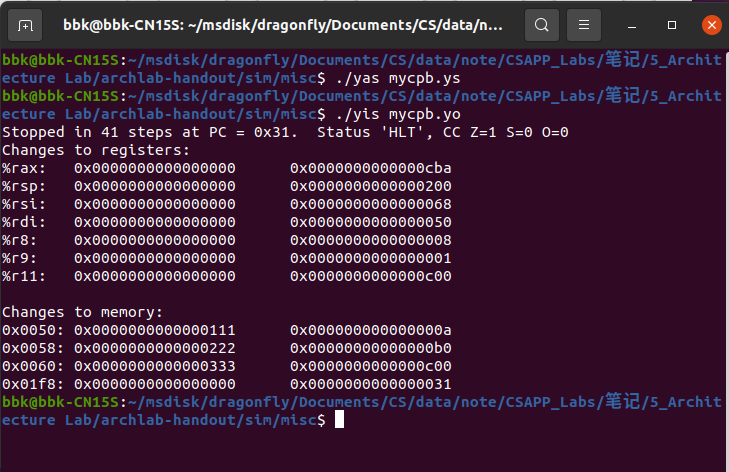 bbk@bbk-CN15S: ~/msdisk/dragonfly/Documents/CS/data/n...
bbk@bbk-CN15S:~/msdisk/dragonfly/Documents/CS/data/note/CSAPP_Labs/笔记/5_Archit
ecture Lab/archlab-handout/sim/misc$ ./yas mycpb.ys
bbk@bbk-CN15S:~/msdisk/dragonfly/Documents/CS/data/note/CSAPP_Labs/笔记/5_Archit
ecture Lab/archlab-handout/sim/misc$ ./yis mycpb.yo
Stopped in 41 steps at PC = 0x31.  Status 'HLT', CC Z=1 S=0 O=0
Changes to registers:
%rax:   0x0000000000000000      0x0000000000000cba
%rsp:   0x0000000000000000      0x0000000000000200
%rsi:   0x0000000000000000      0x0000000000000068
%rdi:   0x0000000000000000      0x0000000000000050
%r8:    0x0000000000000000      0x0000000000000008
%r9:    0x0000000000000000      0x0000000000000001
%r11:   0x0000000000000000      0x0000000000000c00
Changes to memory:
0x0050: 0x0000000000000111      0x000000000000000a
0x0058: 0x0000000000000222      0x00000000000000b0
0x0060: 0x0000000000000333      0x0000000000000c00
0x01f8: 0x0000000000000000      0x0000000000000031
bbk@bbk-CN15S:~/msdisk/dragonfly/Documents/CS/data/note/CSAPP_Labs/笔记/5_Archit
ecture Lab/archlab-handout/sim/misc$